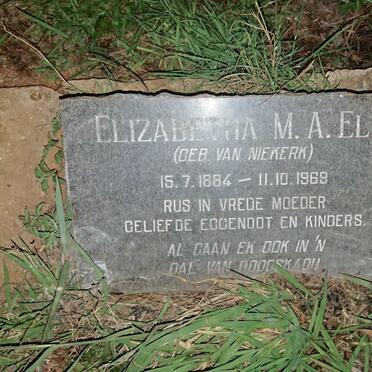 ELIZABETHA M. A. EL
(GEB. VAN NIEKERK)
15.7.1884 — 11.10.1969
RUS IN VREDE MOEDER
GELIEFDE EGGENOOT EN KINDERS.
AL GAAN EK OOK IN 'N
DAL VAN DOODSKADU